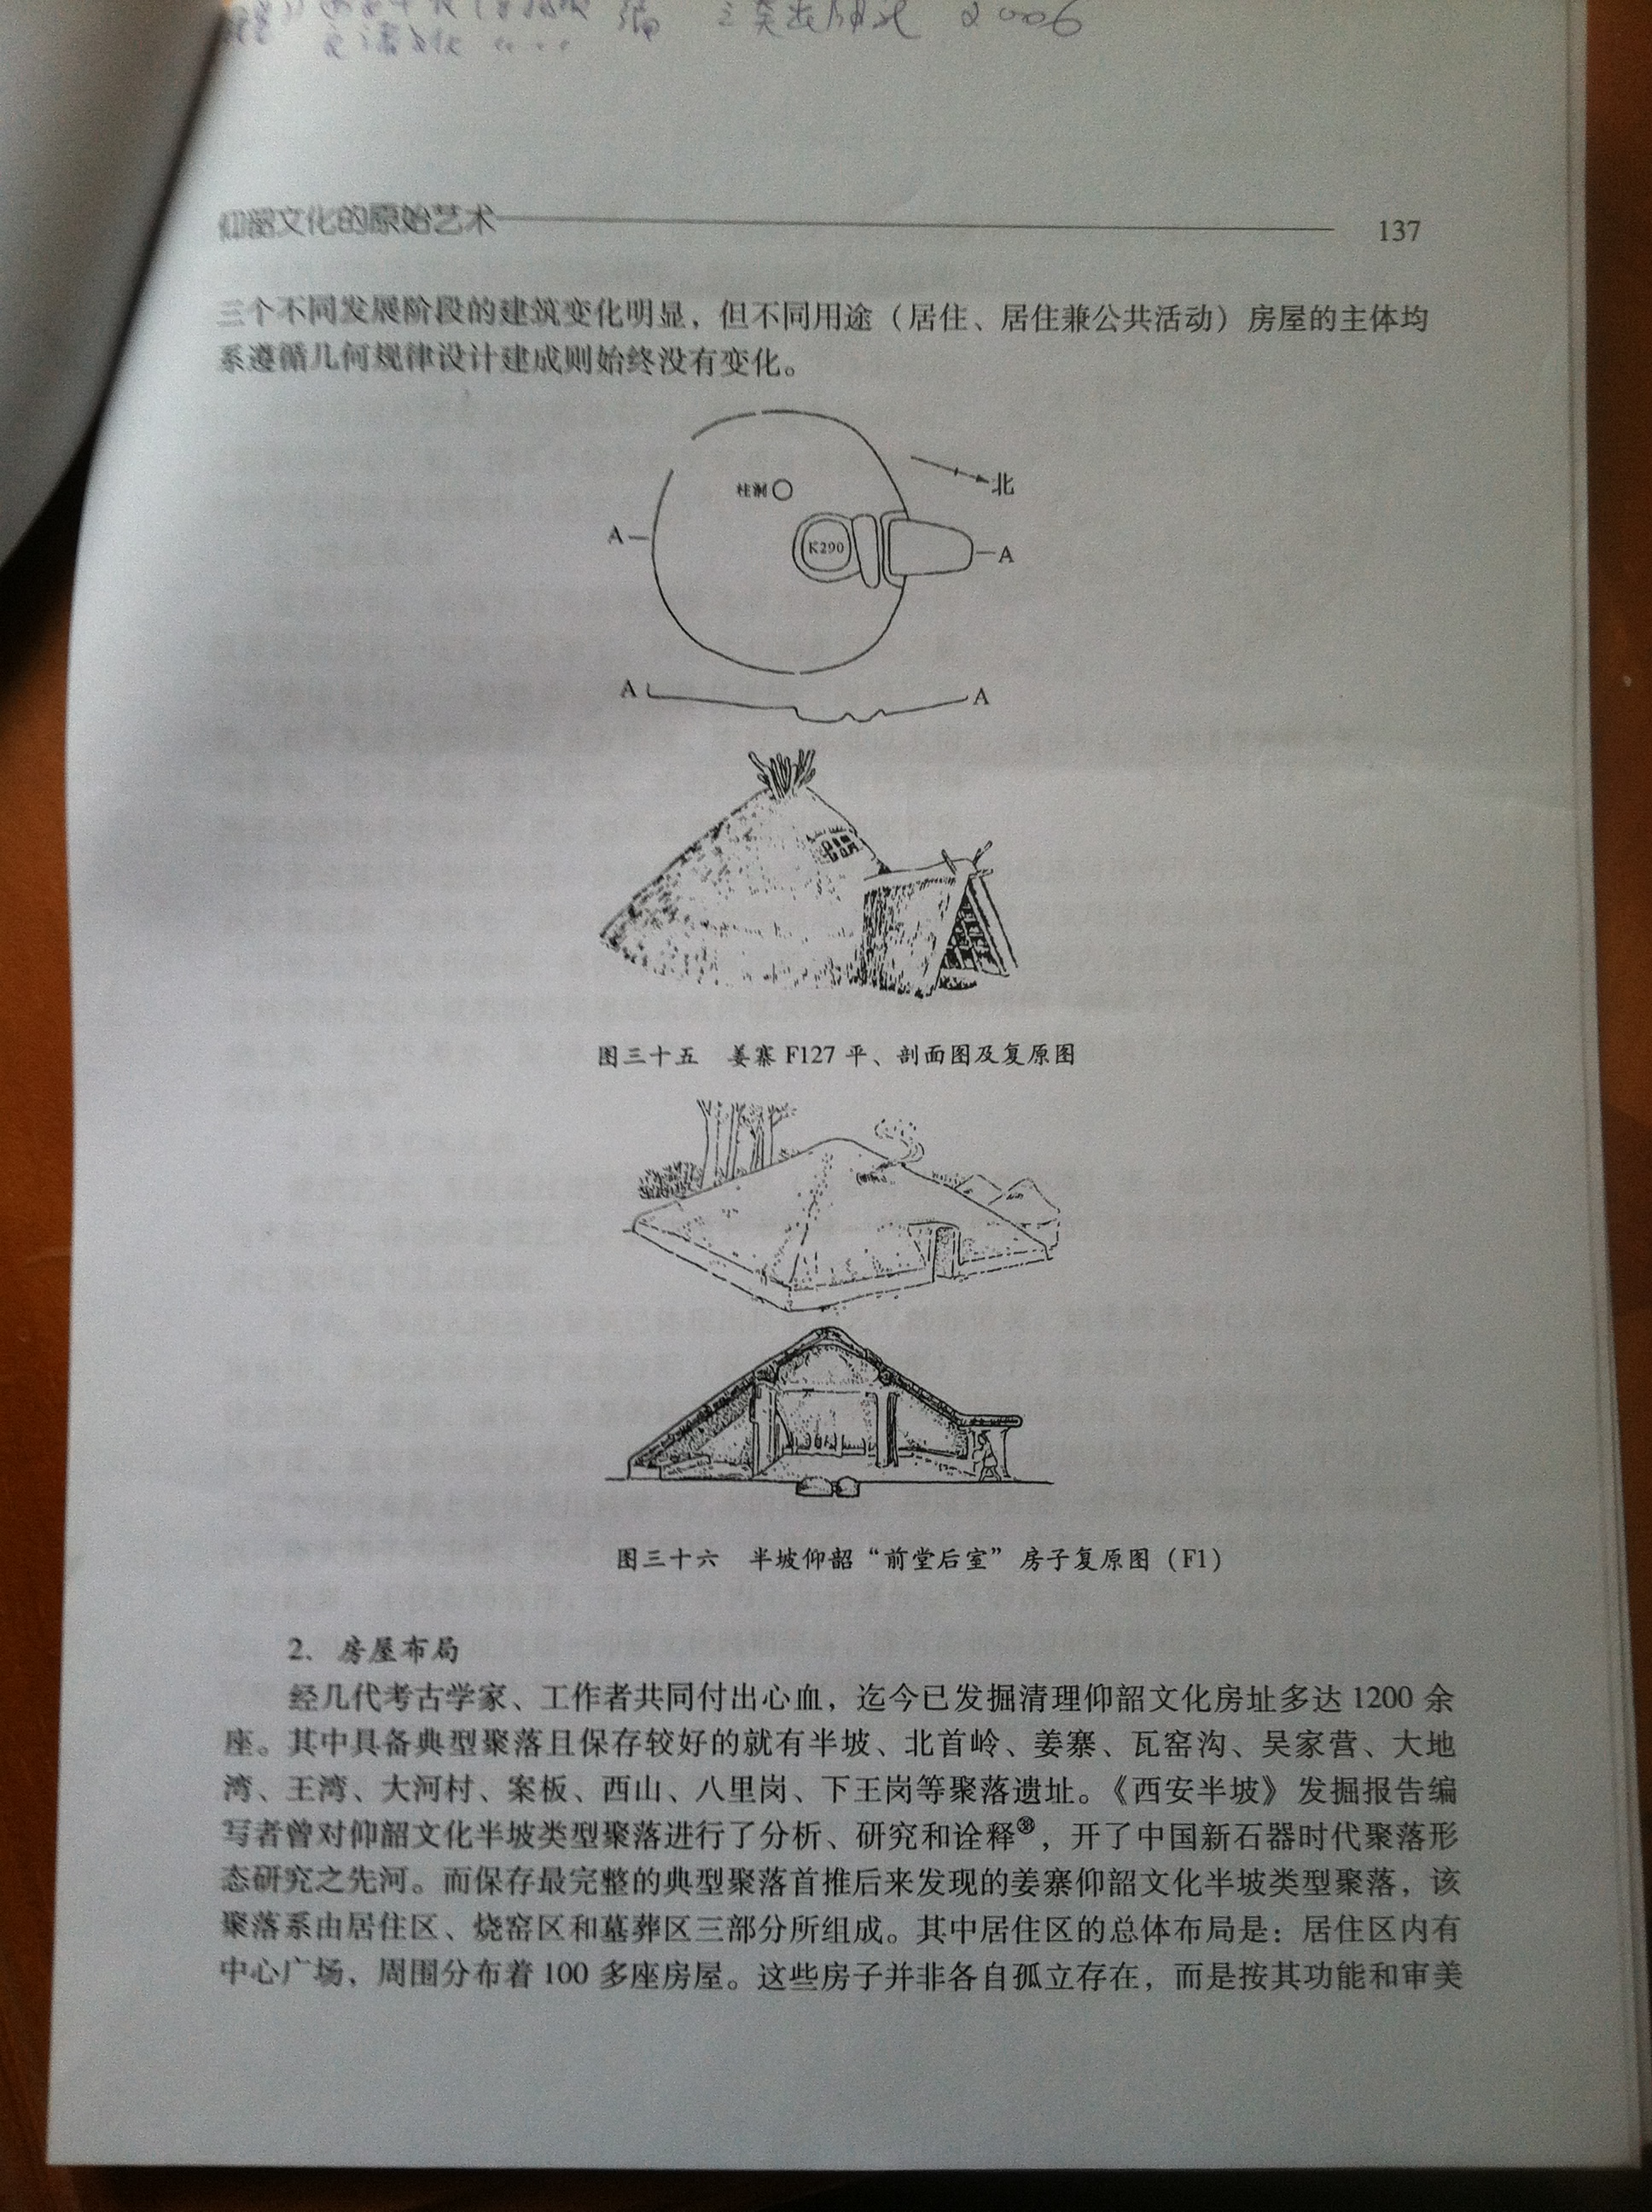 编 三秦出版社 2006
仰韶文化的原始艺术 137
三个不同发展阶段的建筑变化明显，但不同用途（居住、居住兼公共活动）房屋的主体均
系遵循几何规律设计建成则始终没有变化。
北
柱洞
A
K290
A
A
A
图三十五 姜寨 F127 平、剖面图及复原图
图三十六 半坡仰韶“前堂后室”房子复原图（F1）
2. 房屋布局
经几代考古学家、工作者共同付出心血，迄今已发掘清理仰韶文化房址多达 1200 余
座。其中具备典型聚落且保存较好的就有半坡、北首岭、姜寨、瓦窑沟、吴家营、大地
湾、王湾、大河村、案板、西山、八里岗、下王岗等聚落遗址。《西安半坡》发掘报告编
写者曾对仰韶文化半坡类型聚落进行了分析、研究和诠释㊳，开了中国新石器时代聚落形
态研究之先河。而保存最完整的典型聚落首推后来发现的姜寨仰韶文化半坡类型聚落，该
聚落系由居住区、烧窑区和墓葬区三部分所组成。其中居住区的总体布局是：居住区内有
中心广场，周围分布着 100 多座房屋。这些房子并非各自孤立存在，而是按其功能和审美